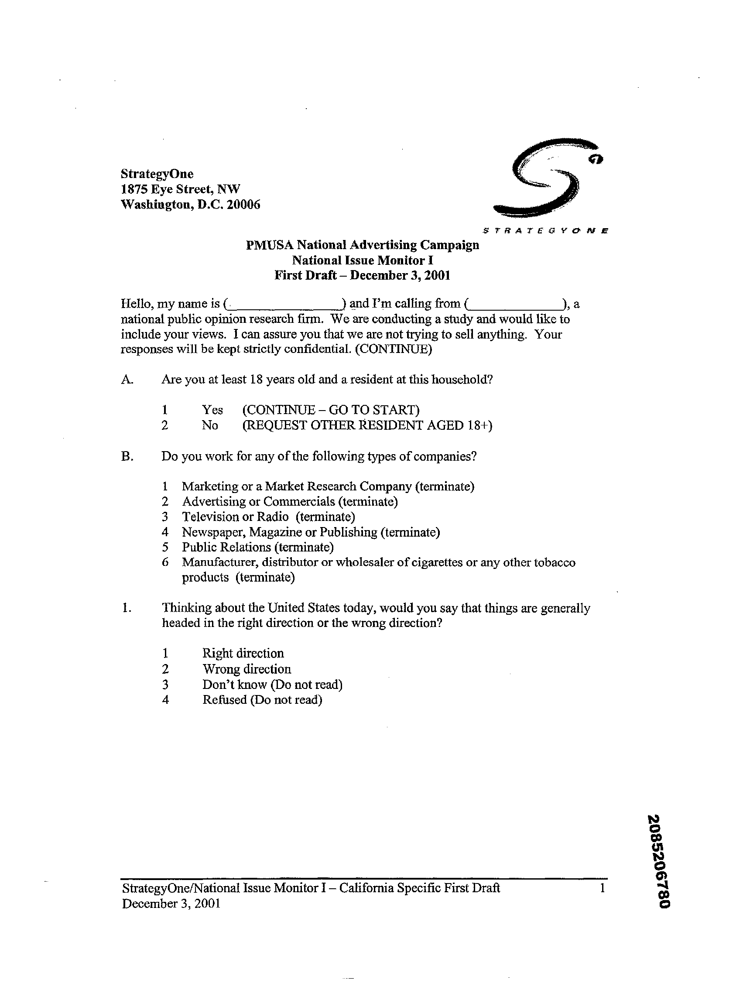 StrategyOne
1875 Eye Street, NW
Washington, D.C. 20006
1
STRATEGYONE
PMUSA National Advertising Campaign
National Issue Monitor I
First Draft – December 3, 2001
Hello, my name is (________________) and I'm calling from (_____________), a
national public opinion research firm. We are conducting a study and would like to
include your views. I can assure you that we are not trying to sell anything. Your
responses will be kept strictly confidential. (CONTINUE)
A. Are you at least 18 years old and a resident at this household?
1 Yes (CONTINUE – GO TO START)
2 No (REQUEST OTHER RESIDENT AGED 18+)
B. Do you work for any of the following types of companies?
1 Marketing or a Market Research Company (terminate)
2 Advertising or Commercials (terminate)
3 Television or Radio (terminate)
4 Newspaper, Magazine or Publishing (terminate)
5 Public Relations (terminate)
6 Manufacturer, distributor or wholesaler of cigarettes or any other tobacco
products (terminate)
1. Thinking about the United States today, would you say that things are generally
headed in the right direction or the wrong direction?
1 Right direction
2 Wrong direction
3 Don't know (Do not read)
4 Refused (Do not read)
StrategyOne/National Issue Monitor I – California Specific First Draft 1
December 3, 2001
2085206780